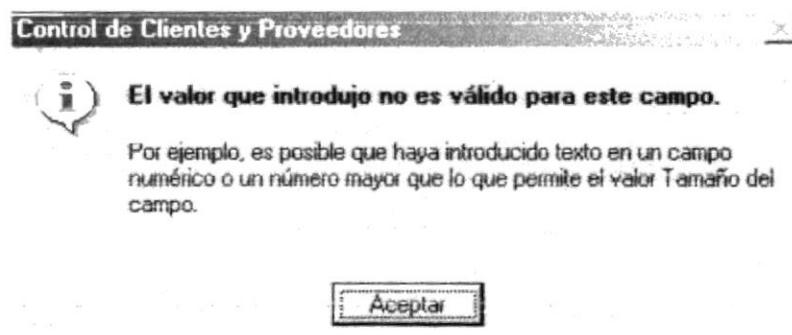 Control de Clientes y Proveedores
El valor que introdujo no es válido para este campo.
Por ejemplo, es posible que haya introducido texto en un campo
numérico o un número mayor que lo que permite el valor Tamaño del
campo.
Aceptar